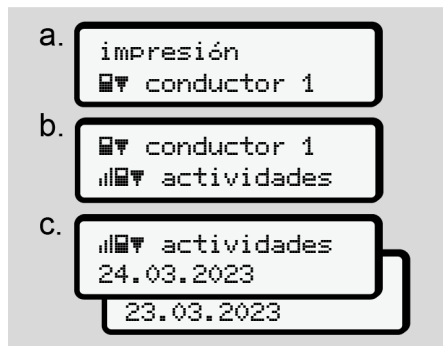 a.
impresión
conductor 1
b.
conductor 1
actividades
c.
actividades
24.03.2023
23.03.2023